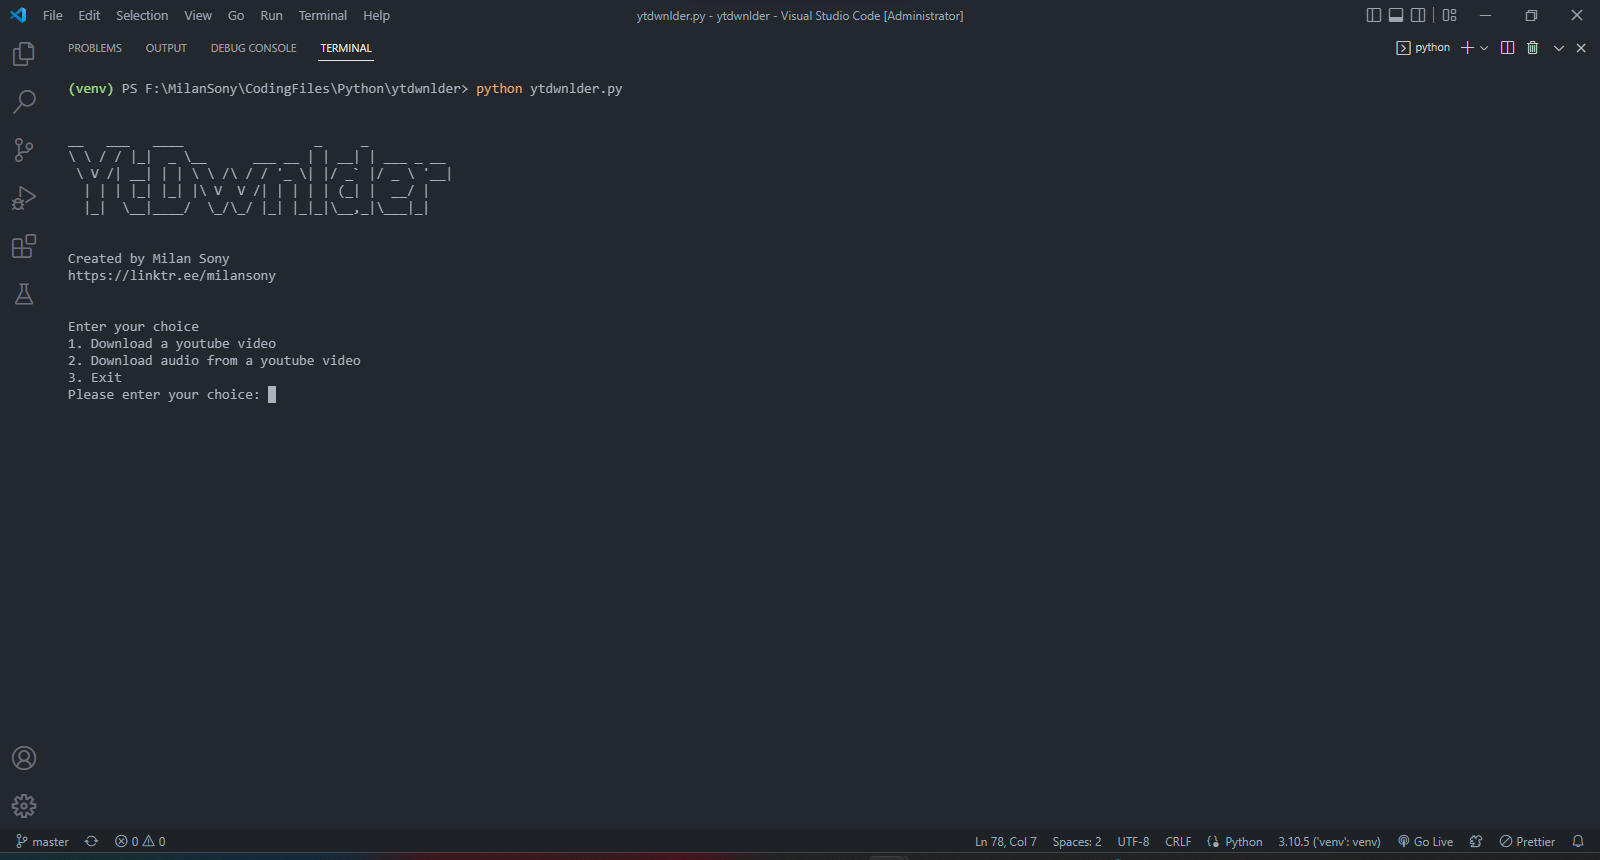 File Edit Selection View Go Run Terminal Help
ytdwnlder.py - ytdwnlder - Visual Studio Code [Administrator]
PROBLEMS OUTPUT DEBUG CONSOLE TERMINAL
python
(venv) PS F:\MilanSony\CodingFiles\Python\ytdwnlder> python ytdwnlder.py
YtDwnlder
Created by Milan Sony
https://linktr.ee/milansony
Enter your choice
1. Download a youtube video
2. Download audio from a youtube video
3. Exit
Please enter your choice:
master 0 0 Ln 78, Col 7 Spaces: 2 UTF-8 CRLF Python 3.10.5 ('venv': venv) Go Live Prettier